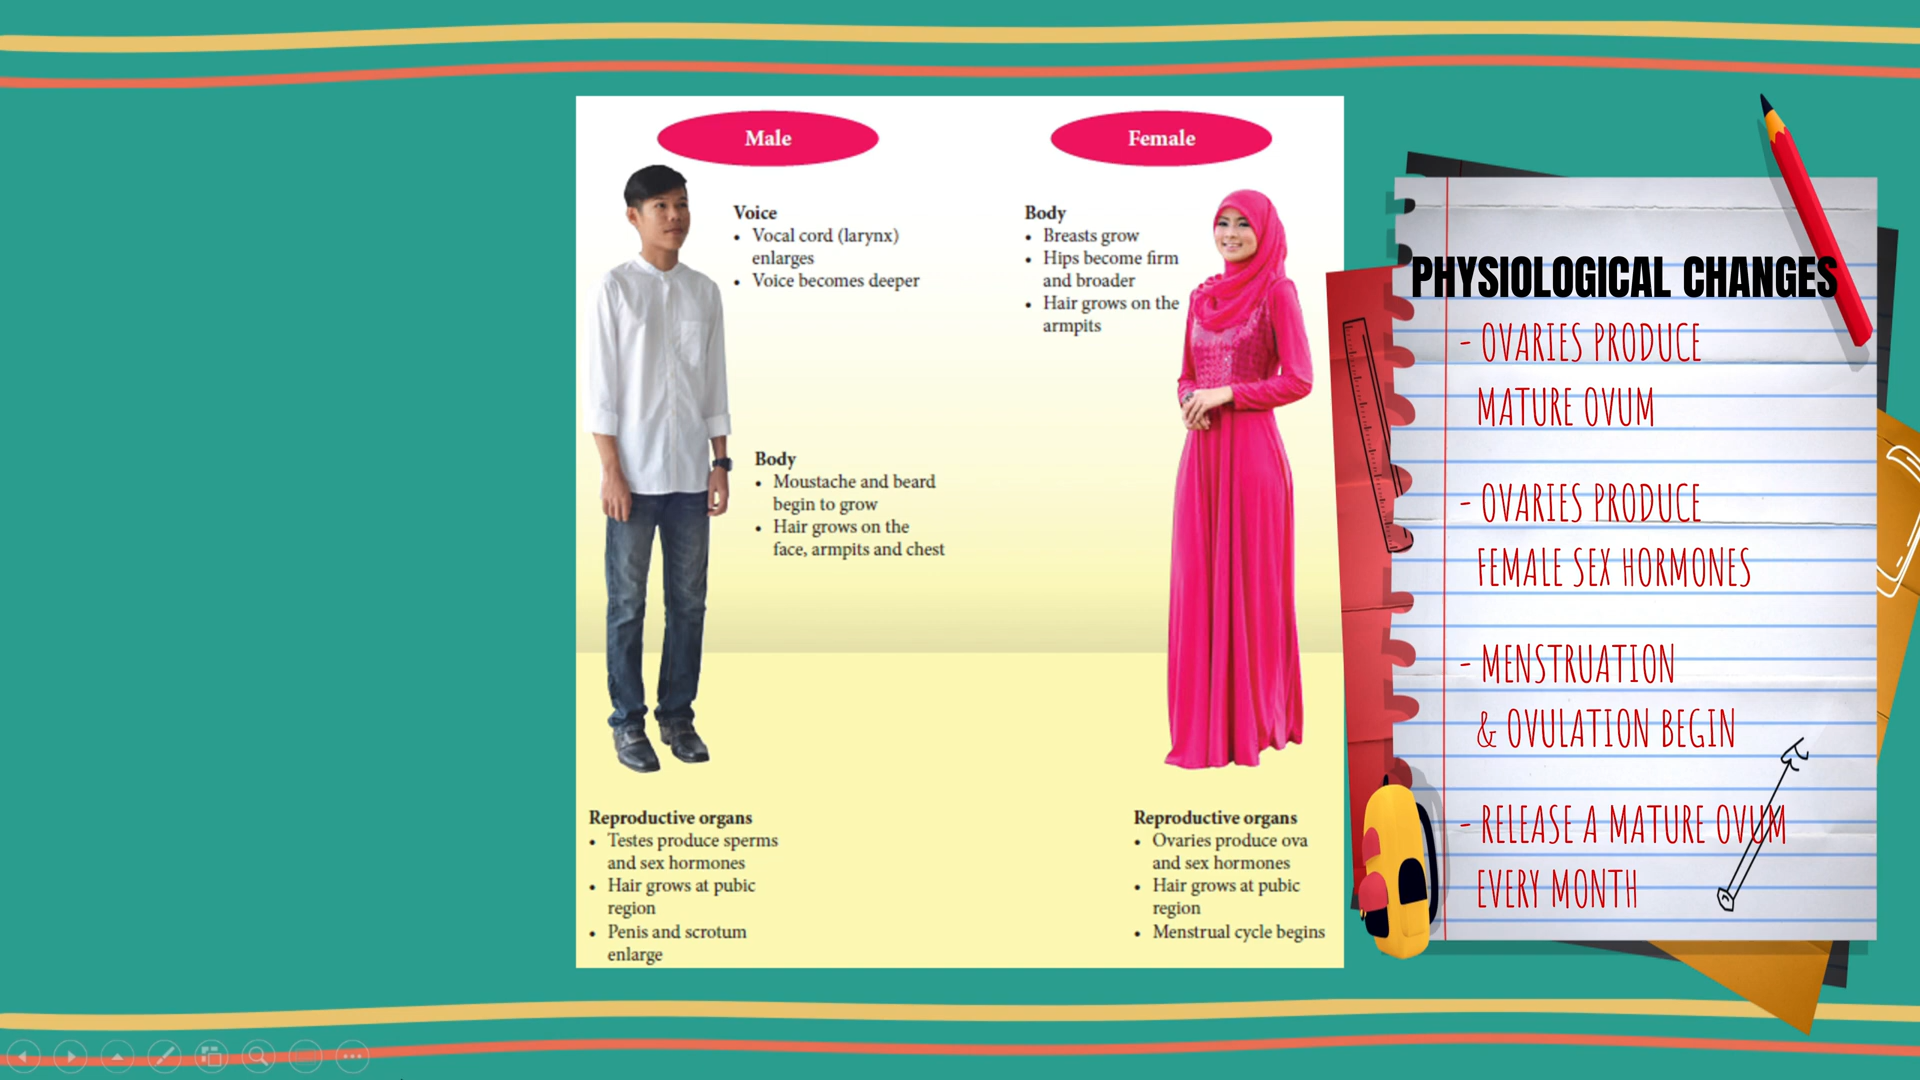 Male
Voice
• Vocal cord (larynx)
enlarges
• Voice becomes deeper
Body
• Moustache and beard
begin to grow
• Hair grows on the
face, armpits and chest
Reproductive organs
• Testes produce sperms
and sex hormones
• Hair grows at pubic
region
• Penis and scrotum
enlarge
Female
Body
• Breasts grow
• Hips become firm
and broader
• Hair grows on the
armpits
Reproductive organs
• Ovaries produce ova
and sex hormones
• Hair grows at pubic
region
• Menstrual cycle begins
PHYSIOLOGICAL CHANGES
- OVARIES PRODUCE
MATURE OVUM
- OVARIES PRODUCE
FEMALE SEX HORMONES
- MENSTRUATION
& OVULATION BEGIN
- RELEASE A MATURE OVUM
EVERY MONTH